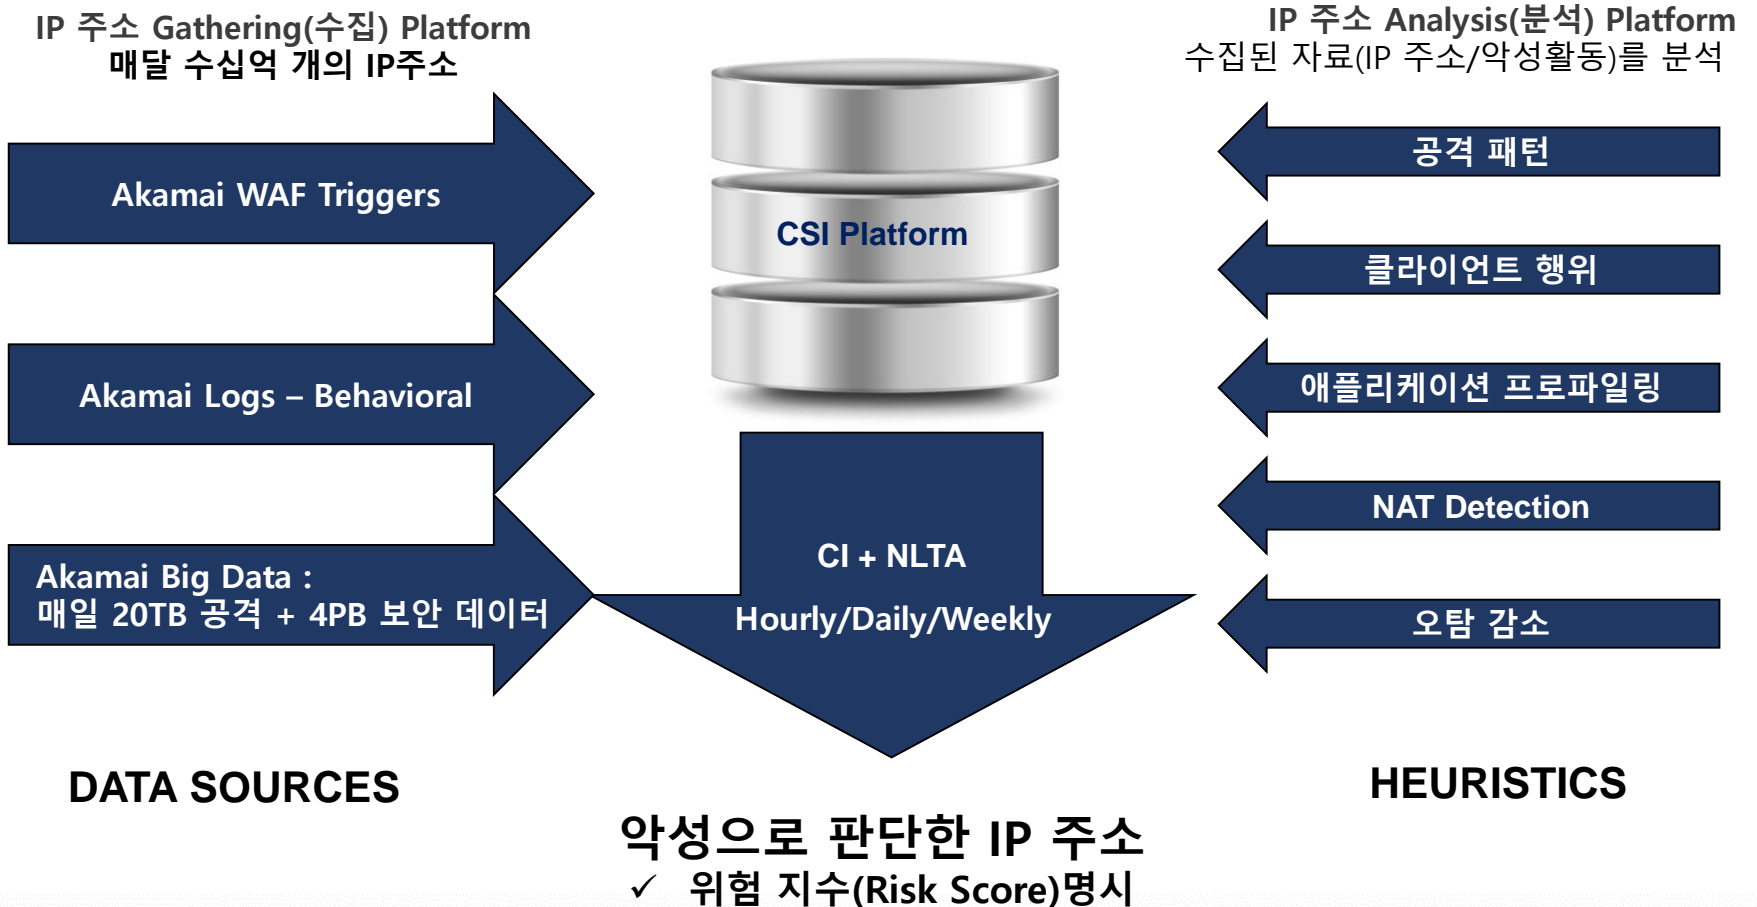 IP 주소 Gathering(수집) Platform
매달 수십억 개의 IP주소
Akamai WAF Triggers
Akamai Logs – Behavioral
Akamai Big Data :
매일 20TB 공격 + 4PB 보안 데이터
DATA SOURCES
CSI Platform
CI + NLTA
Hourly/Daily/Weekly
악성으로 판단한 IP 주소
✓ 위험 지수(Risk Score)명시
IP 주소 Analysis(분석) Platform
수집된 자료(IP 주소/악성활동)를 분석
공격 패턴
클라이언트 행위
애플리케이션 프로파일링
NAT Detection
오탐 감소
HEURISTICS